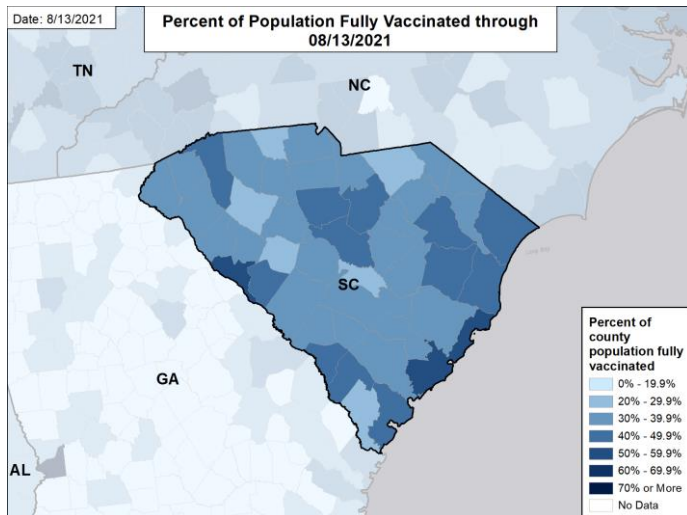 Date: 8/13/2021
Percent of Population Fully Vaccinated through
08/13/2021
TN
NC
SC
GA
AL
Percent of
county
population fully
vaccinated
0% - 19.9%
20% - 29.9%
30% - 39.9%
40% - 49.9%
50% - 59.9%
60% - 69.9%
70% or More
No Data